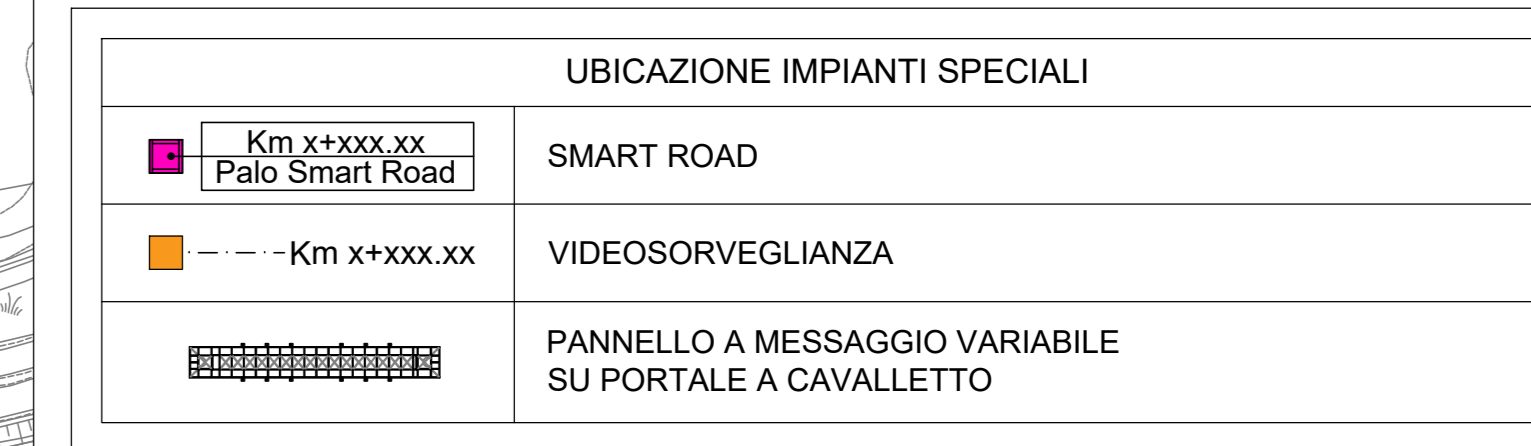 UBICAZIONE IMPIANTI SPECIALI
Km x+xxx.xx
Palo Smart Road
SMART ROAD
Km x+xxx.xx
VIDEOSORVEGLIANZA
PANNELLO A MESSAGGIO VARIABILE
SU PORTALE A CAVALLETTO